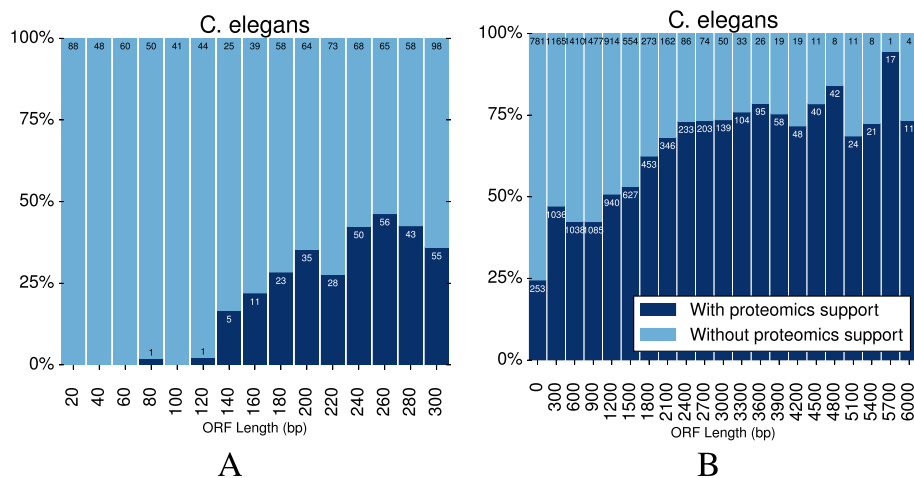 C. elegans
100%
75%
50%
25%
0%
88 48 60 50 41 44 25 39 58 64 73 68 65 58 98
1 1 5 11 23 35 28 50 56 43 55
20 40 60 80 100 120 140 160 180 200 220 240 260 280 300
ORF Length (bp)
A
C. elegans
100%
75%
50%
25%
0%
781 1165 1410 1477 914 554 273 162 86 74 50 33 26 19 19 11 8 11 8 1 4
253 1036 1038 1085 940 627 453 346 233 203 139 104 95 58 48 40 42 24 21 17 11
With proteomics support
Without proteomics support
0 300 600 900 1200 1500 1800 2100 2400 2700 3000 3300 3600 3900 4200 4500 4800 5100 5400 5700 6000
ORF Length (bp)
B